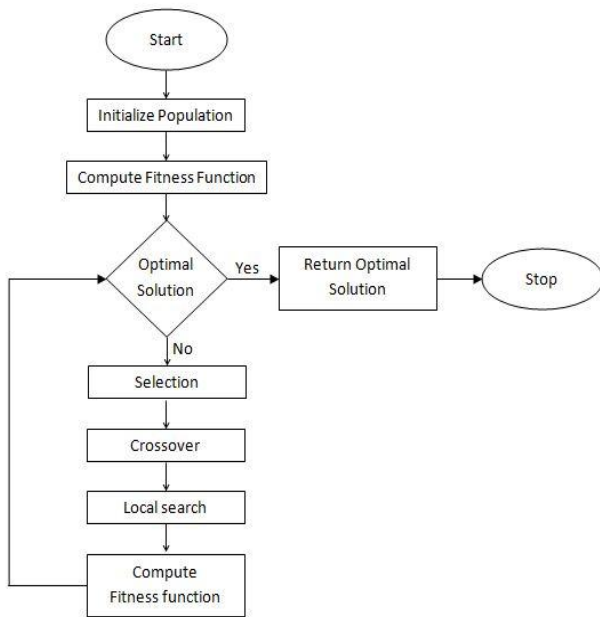 Start
Initialize Population
Compute Fitness Function
Optimal
Solution
Yes
Return Optimal
Solution
Stop
No
Selection
Crossover
Local search
Compute
Fitness function